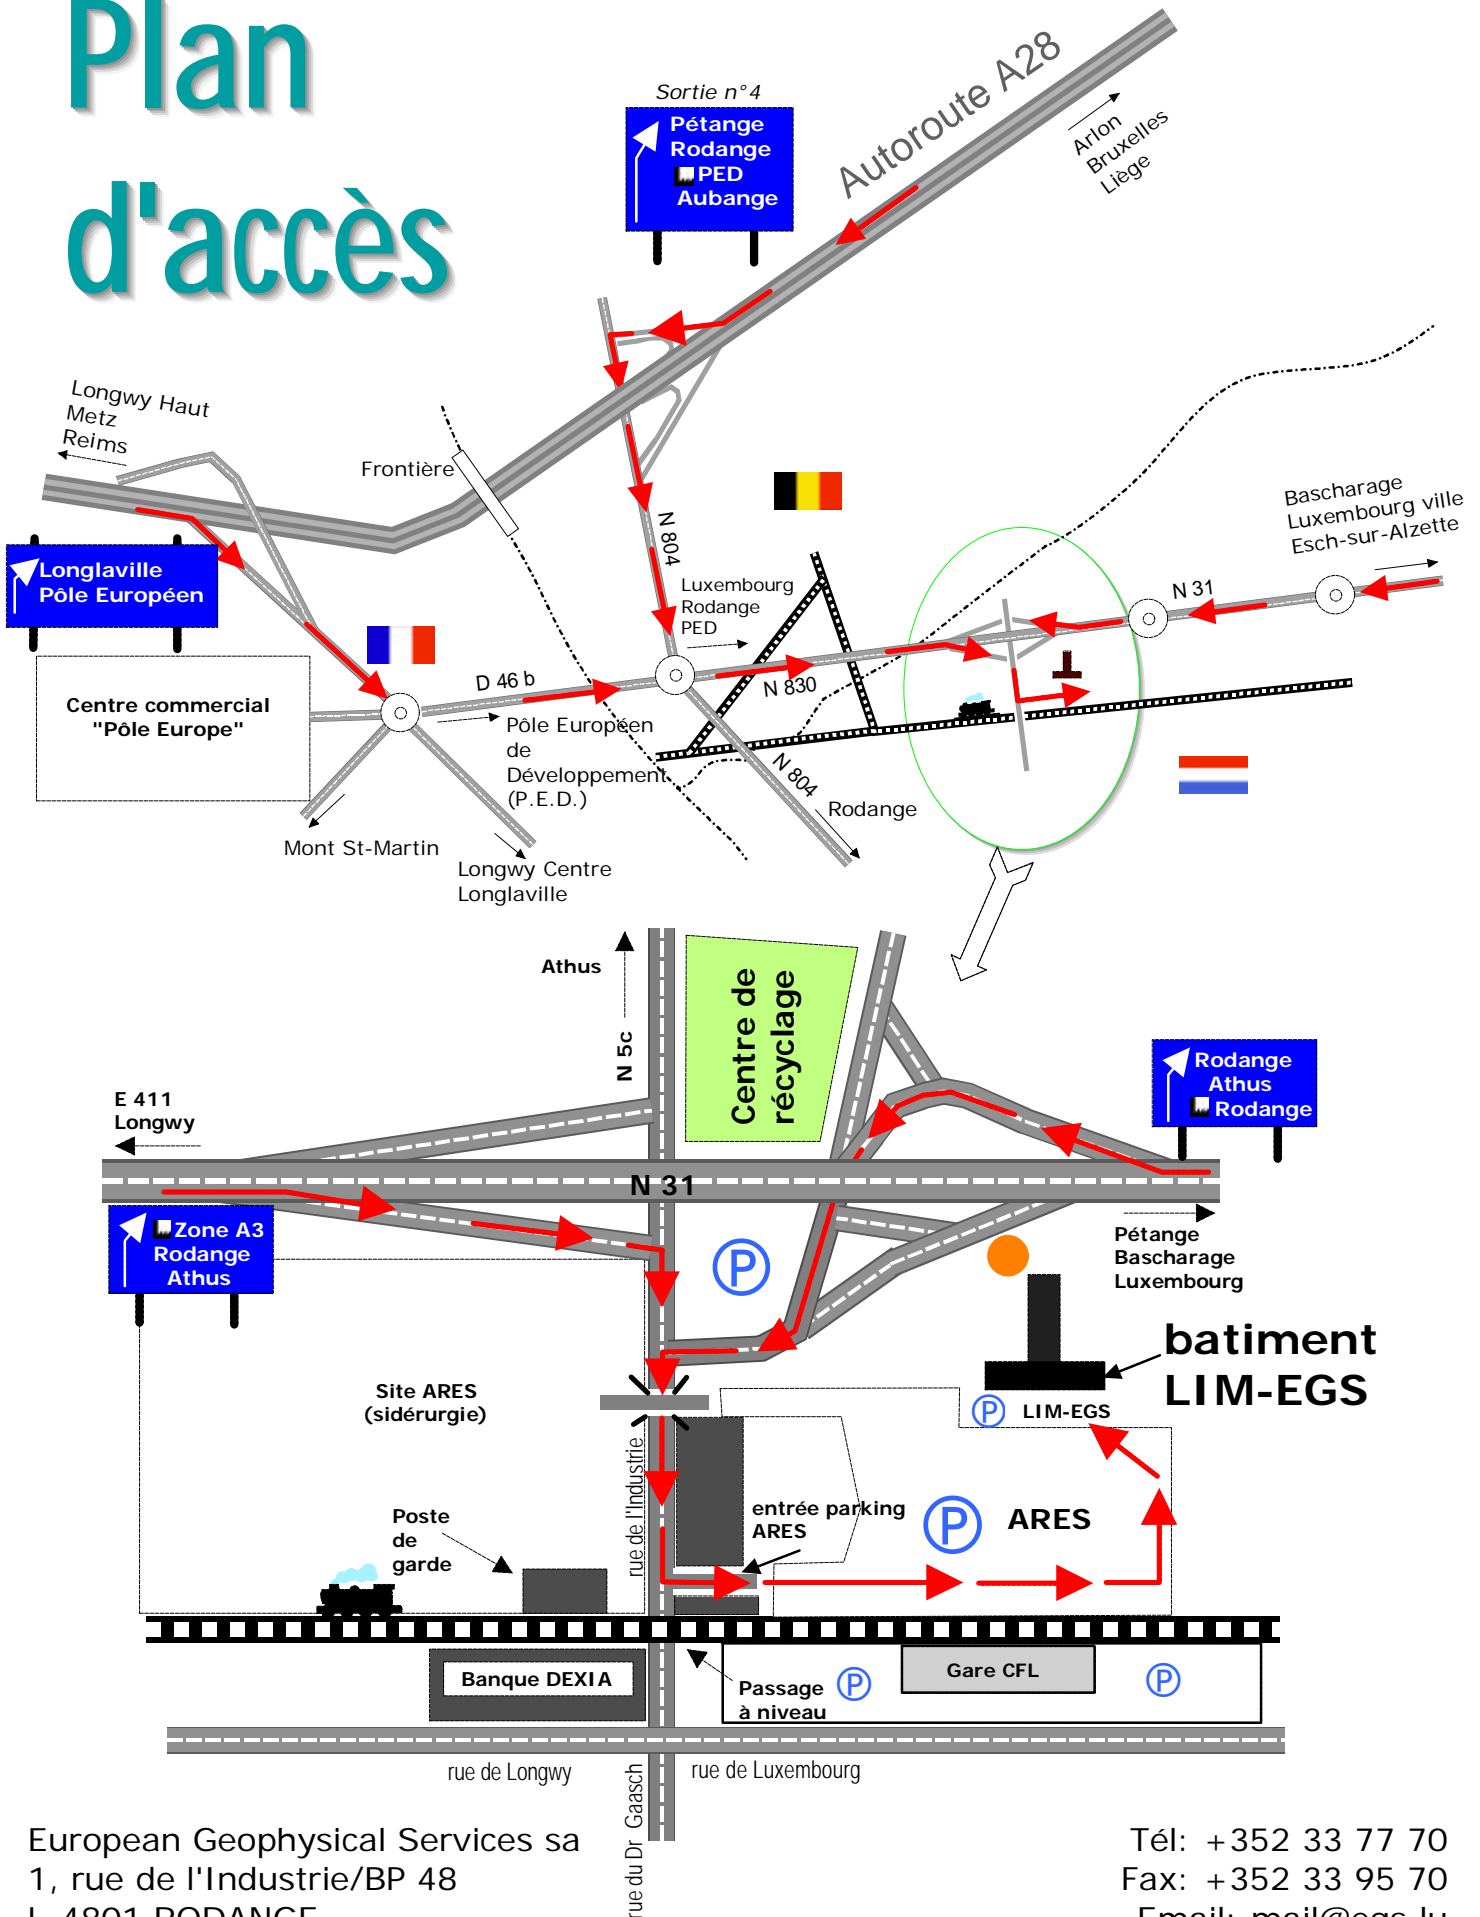 Plan
d'accès
Sortie n°4
Pétange
Rodange
PED
Aubange
Autoroute A28
Arlon
Bruxelles
Liège
Longwy Haut
Metz
Reims
Frontière
Longlaville
Pôle Européen
N 804
Luxembourg
Rodange
PED
Bascharage
Luxembourg ville
Esch-sur-Alzette
N 31
Centre commercial
"Pôle Europe"
D 46 b
N 830
Pôle Européen
de
Développement
(P.E.D.)
N 804
Rodange
Mont St-Martin
Longwy Centre
Longlaville
Athus
N 5c
Centre de
récyclage
Rodange
Athus
Rodange
E 411
Longwy
N 31
Zone A3
Rodange
Athus
P
Pétange
Bascharage
Luxembourg
batiment
LIM-EGS
Site ARES
(sidérurgie)
P
LIM-EGS
rue de l'Industrie
entrée parking
ARES
P
ARES
Poste
de
garde
Banque DEXIA
Passage
à niveau
P
Gare CFL
P
rue de Longwy
rue de Luxembourg
rue du Dr Gaasch
European Geophysical Services sa
1, rue de l'Industrie/BP 48
L-4801 RODANGE
Tél: +352 33 77 70
Fax: +352 33 95 70
Email: mail@egs.lu